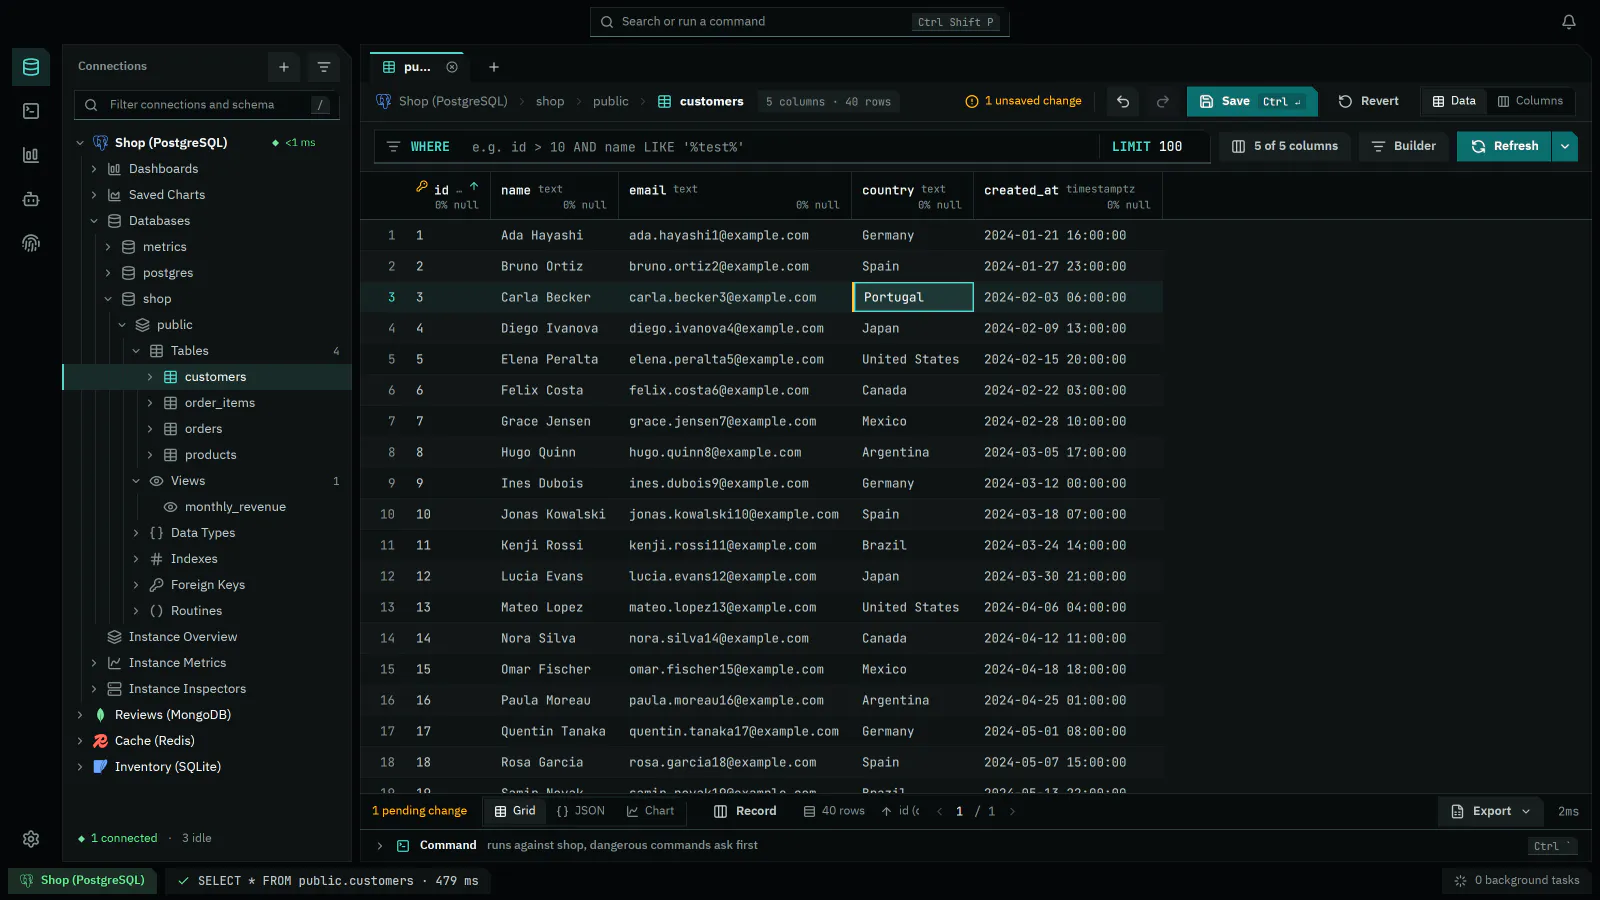 Search or run a command Ctrl Shift P
Connections
Filter connections and schema /
Shop (PostgreSQL) <1 ms
Dashboards
Saved Charts
Databases
metrics
postgres
shop
public
Tables 4
customers
order_items
orders
products
Views 1
monthly_revenue
Data Types
Indexes
Foreign Keys
Routines
Instance Overview
Instance Metrics
Instance Inspectors
Reviews (MongoDB)
Cache (Redis)
Inventory (SQLite)
1 connected · 3 idle
pu...
Shop (PostgreSQL) shop public customers 5 columns · 40 rows 1 unsaved change Save Ctrl Revert Data Columns
WHERE e.g. id > 10 AND name LIKE '%test%' LIMIT 100 5 of 5 columns Builder Refresh
id … name text email text country text created_at timestamptz
0% null 0% null 0% null 0% null 0% null
1 1 Ada Hayashi ada.hayashi1@example.com Germany 2024-01-21 16:00:00
2 2 Bruno Ortiz bruno.ortiz2@example.com Spain 2024-01-27 23:00:00
3 3 Carla Becker carla.becker3@example.com Portugal 2024-02-03 06:00:00
4 4 Diego Ivanova diego.ivanova4@example.com Japan 2024-02-09 13:00:00
5 5 Elena Peralta elena.peralta5@example.com United States 2024-02-15 20:00:00
6 6 Felix Costa felix.costa6@example.com Canada 2024-02-22 03:00:00
7 7 Grace Jensen grace.jensen7@example.com Mexico 2024-02-28 10:00:00
8 8 Hugo Quinn hugo.quinn8@example.com Argentina 2024-03-05 17:00:00
9 9 Ines Dubois ines.dubois9@example.com Germany 2024-03-12 00:00:00
10 10 Jonas Kowalski jonas.kowalski10@example.com Spain 2024-03-18 07:00:00
11 11 Kenji Rossi kenji.rossi11@example.com Brazil 2024-03-24 14:00:00
12 12 Lucia Evans lucia.evans12@example.com Japan 2024-03-30 21:00:00
13 13 Mateo Lopez mateo.lopez13@example.com United States 2024-04-06 04:00:00
14 14 Nora Silva nora.silva14@example.com Canada 2024-04-12 11:00:00
15 15 Omar Fischer omar.fischer15@example.com Mexico 2024-04-18 18:00:00
16 16 Paula Moreau paula.moreau16@example.com Argentina 2024-04-25 01:00:00
17 17 Quentin Tanaka quentin.tanaka17@example.com Germany 2024-05-01 08:00:00
18 18 Rosa Garcia rosa.garcia18@example.com Spain 2024-05-07 15:00:00
19 19 Samir Novak samir.novak19@example.com Brazil 2024-05-13 22:00:00
1 pending change Grid {} JSON Chart Record 40 rows id (c 1 / 1 Export 2ms
Command runs against shop, dangerous commands ask first Ctrl `
Shop (PostgreSQL) SELECT * FROM public.customers · 479 ms 0 background tasks